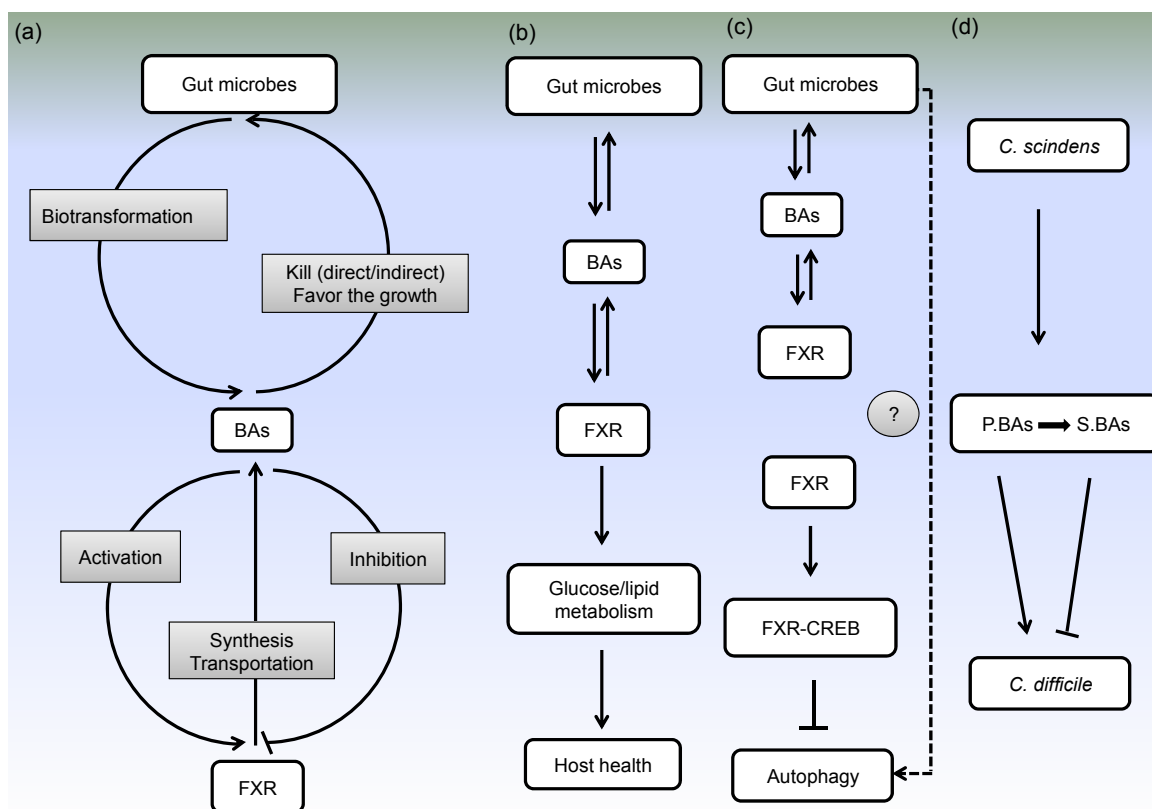 (a)
Gut microbes
Biotransformation
Kill (direct/indirect)
Favor the growth
BAs
Activation
Inhibition
Synthesis
Transportation
FXR
(b)
Gut microbes
BAs
FXR
Glucose/lipid
metabolism
Host health
(c)
Gut microbes
BAs
FXR
?
FXR
FXR-CREB
Autophagy
(d)
C. scindens
P.BAs S.BAs
C. difficile